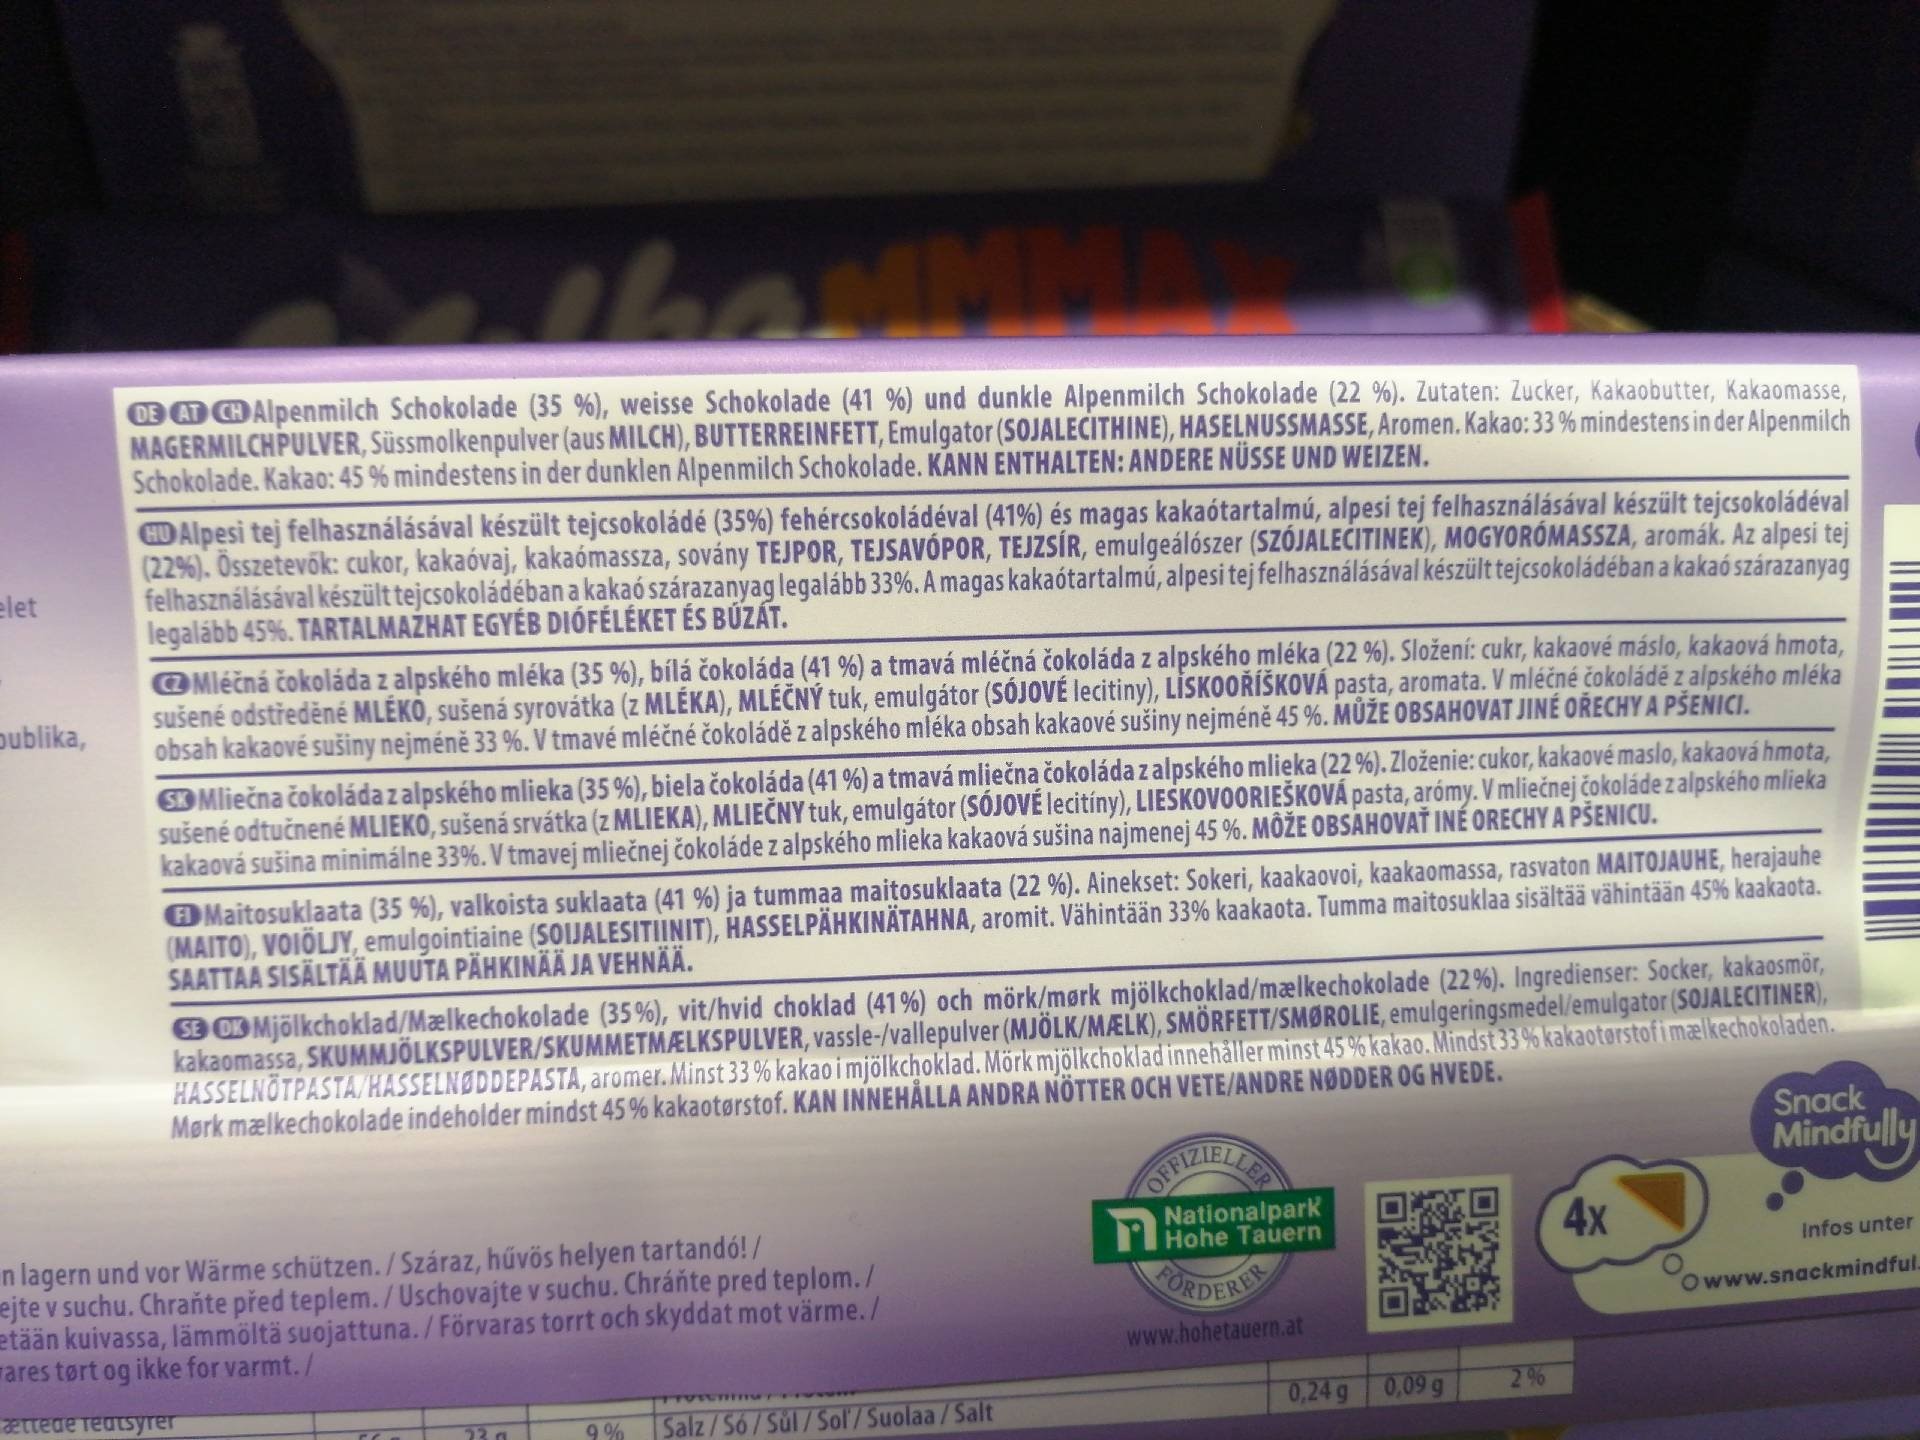 Milka MMMAX
DE AT CH Alpenmilch Schokolade (35 %), weisse Schokolade (41 %) und dunkle Alpenmilch Schokolade (22 %). Zutaten: Zucker, Kakaobutter, Kakaomasse,
MAGERMILCHPULVER, Süssmolkenpulver (aus MILCH), BUTTERREINFETT, Emulgator (SOJALECITHINE), HASELNUSSMASSE, Aromen. Kakao: 33 % mindestens in der Alpenmilch
Schokolade. Kakao: 45 % mindestens in der dunklen Alpenmilch Schokolade. KANN ENTHALTEN: ANDERE NÜSSE UND WEIZEN.
HU Alpesi tej felhasználásával készült tejcsokoládé (35%) fehércsokoládéval (41%) és magas kakaótartalmú, alpesi tej felhasználásával készült tejcsokoládéval
(22%). Összetevők: cukor, kakaóvaj, kakaómassza, sovány TEJPOR, TEJSAVÓPOR, TEJZSÍR, emulgeálószer (SZÓJALECITINEK), MOGYORÓMASSZA, aromák. Az alpesi tej
felhasználásával készült tejcsokoládéban a kakaó szárazanyag legalább 33%. A magas kakaótartalmú, alpesi tej felhasználásával készült tejcsokoládéban a kakaó szárazanyag
legalább 45%. TARTALMAZHAT EGYÉB DIÓFÉLÉKET ÉS BÚZÁT.
CZ Mléčná čokoláda z alpského mléka (35 %), bílá čokoláda (41 %) a tmavá mléčná čokoláda z alpského mléka (22 %). Složení: cukr, kakaové máslo, kakaová hmota,
sušené odstředěné MLÉKO, sušená syrovátka (z MLÉKA), MLÉČNÝ tuk, emulgátor (SÓJOVÉ lecitiny), LÍSKOOŘÍŠKOVÁ pasta, aromata. V mléčné čokoládě z alpského mléka
obsah kakaové sušiny nejméně 33 %. V tmavé mléčné čokoládě z alpského mléka obsah kakaové sušiny nejméně 45 %. MŮŽE OBSAHOVAT JINÉ OŘECHY A PŠENICI.
SK Mliečna čokoláda z alpského mlieka (35 %), biela čokoláda (41 %) a tmavá mliečna čokoláda z alpského mlieka (22 %). Zloženie: cukor, kakaové maslo, kakaová hmota,
sušené odtučnené MLIEKO, sušená srvátka (z MLIEKA), MLIEČNY tuk, emulgátor (SÓJOVÉ lecitíny), LIESKOVOORIEŠKOVÁ pasta, arómy. V mliečnej čokoláde z alpského mlieka
kakaová sušina minimálne 33%. V tmavej mliečnej čokoláde z alpského mlieka kakaová sušina najmenej 45 %. MÔŽE OBSAHOVAŤ INÉ ORECHY A PŠENICU.
FI Maitosuklaata (35 %), valkoista suklaata (41 %) ja tummaa maitosuklaata (22 %). Ainekset: Sokeri, kaakaovoi, kaakaomassa, rasvaton MAITOJAUHE, herajauhe
(MAITO), VOIÖLJY, emulgointiaine (SOIJALESITIINIT), HASSELPÄHKINÄTAHNA, aromit. Vähintään 33% kaakaota. Tumma maitosuklaa sisältää vähintään 45% kaakaota.
SAATTAA SISÄLTÄÄ MUUTA PÄHKINÄÄ JA VEHNÄÄ.
SE DK Mjölkchoklad/Mælkechokolade (35%), vit/hvid choklad (41%) och mörk/mørk mjölkchoklad/mælkechokolade (22%). Ingredienser: Socker, kakaosmör,
kakaomassa, SKUMMJÖLKSPULVER/SKUMMETMÆLKSPULVER, vassle-/vallepulver (MJÖLK/MÆLK), SMÖRFETT/SMØROLIE, emulgeringsmedel/emulgator (SOJALECITINER),
HASSELNÖTPASTA/HASSELNØDDEPASTA, aromer. Minst 33 % kakao i mjölkchoklad. Mörk mjölkchoklad innehåller minst 45 % kakao. Mindst 33 % kakaotørstof i mælkechokoladen.
Mørk mælkechokolade indeholder mindst 45 % kakaotørstof. KAN INNEHÅLLA ANDRA NÖTTER OCH VETE/ANDRE NØDDER OG HVEDE.
elet
publika,
Snack
Mindfully
4x
Infos unter
www.snackmindful
OFFIZIELLER
Nationalpark
Hohe Tauern
FÖRDERER
www.hohetauern.at
n lagern und vor Wärme schützen. / Száraz, hűvös helyen tartandó! /
ejte v suchu. Chraňte před teplem. / Uschovajte v suchu. Chráňte pred teplom. /
etään kuivassa, lämmöltä suojattuna. / Förvaras torrt och skyddat mot värme. /
ares tørt og ikke for varmt. /
ættede fedtsyrer
23 g
9 %
Salz / Só / Sůl / Soľ / Suolaa / Salt
0,24 g 0,09 g 2 %